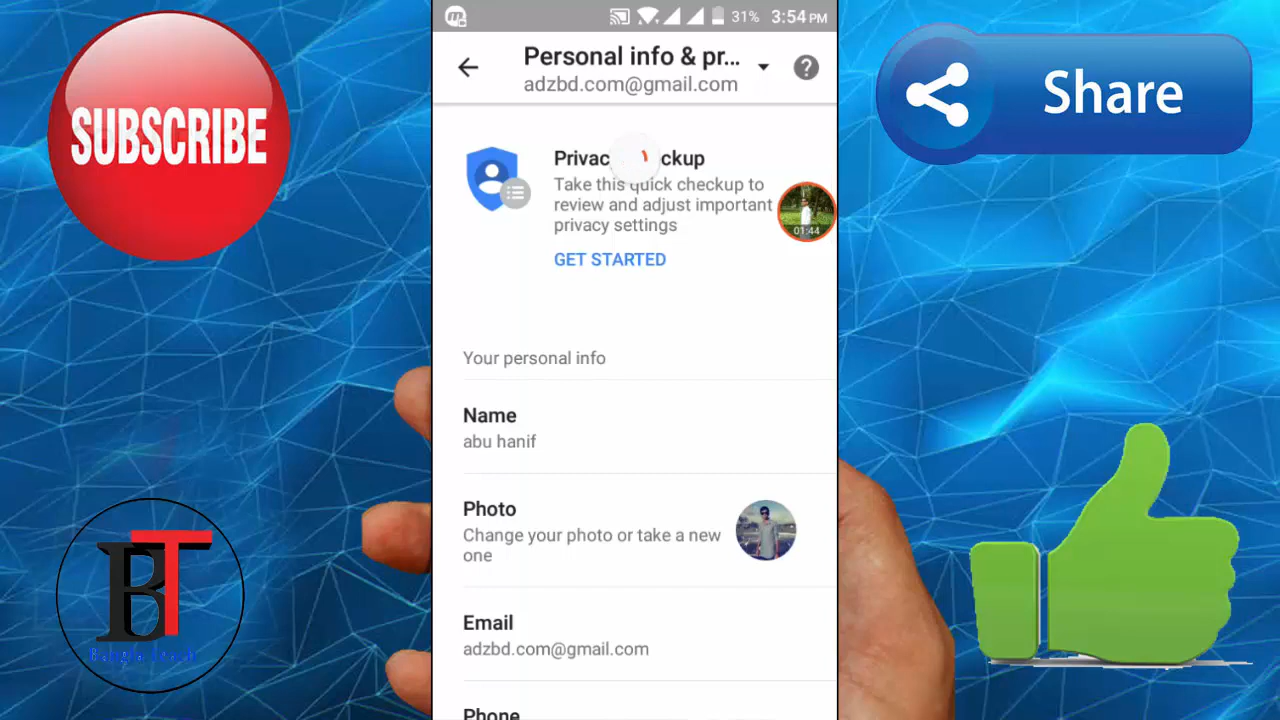 SUBSCRIBE
31% 3:54 PM
Personal info & pr...
adzbd.com@gmail.com
?
Share
Privac ckup
Take this quick checkup to
review and adjust important
privacy settings
01:44
GET STARTED
Your personal info
Name
abu hanif
Photo
Change your photo or take a new
one
Email
adzbd.com@gmail.com
Phone
BT
Bangla